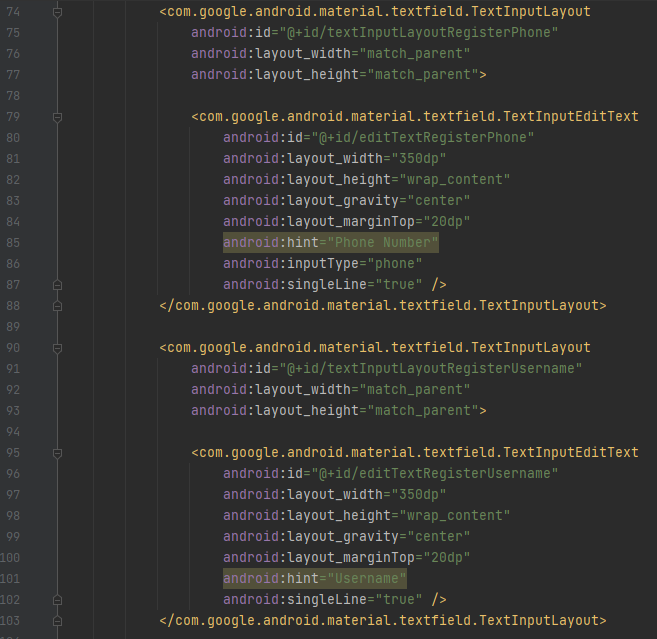 74 <com.google.android.material.textfield.TextInputLayout
75 android:id="@+id/textInputLayoutRegisterPhone"
76 android:layout_width="match_parent"
77 android:layout_height="match_parent">
78
79 <com.google.android.material.textfield.TextInputEditText
80 android:id="@+id/editTextRegisterPhone"
81 android:layout_width="350dp"
82 android:layout_height="wrap_content"
83 android:layout_gravity="center"
84 android:layout_marginTop="20dp"
85 android:hint="Phone Number"
86 android:inputType="phone"
87 android:singleLine="true" />
88 </com.google.android.material.textfield.TextInputLayout>
89
90 <com.google.android.material.textfield.TextInputLayout
91 android:id="@+id/textInputLayoutRegisterUsername"
92 android:layout_width="match_parent"
93 android:layout_height="match_parent">
94
95 <com.google.android.material.textfield.TextInputEditText
96 android:id="@+id/editTextRegisterUsername"
97 android:layout_width="350dp"
98 android:layout_height="wrap_content"
99 android:layout_gravity="center"
100 android:layout_marginTop="20dp"
101 android:hint="Username"
102 android:singleLine="true" />
103 </com.google.android.material.textfield.TextInputLayout>